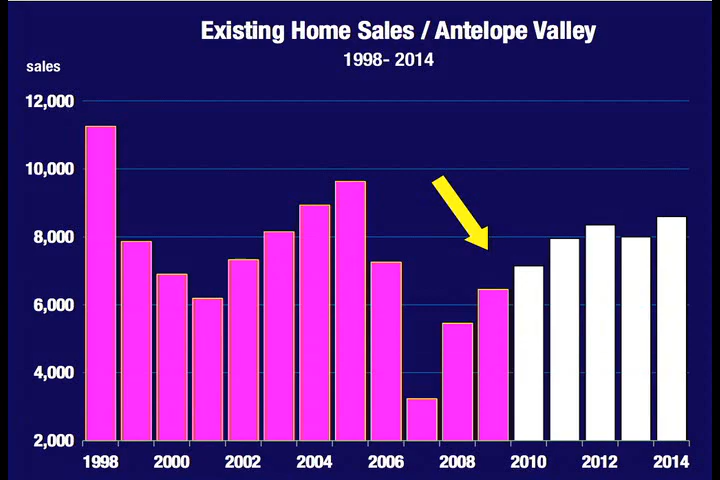 Existing Home Sales / Antelope Valley
1998- 2014
sales
12,000
10,000
8,000
6,000
4,000
2,000
1998 2000 2002 2004 2006 2008 2010 2012 2014